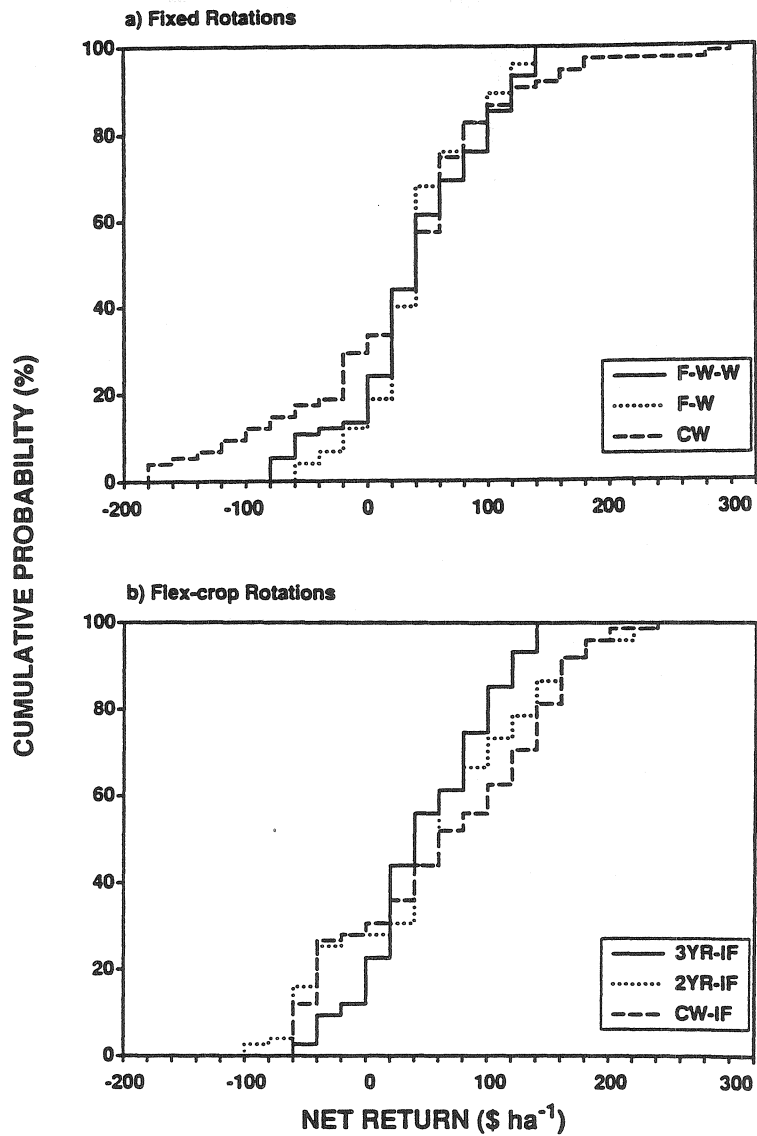 a) Fixed Rotations
100
80
60
40
20
0
-200 -100 0 100 200 300
F-W-W
F-W
CW
CUMULATIVE PROBABILITY (%)
b) Flex-crop Rotations
100
80
60
40
20
0
-200 -100 0 100 200 300
3YR-IF
2YR-IF
CW-IF
NET RETURN ($ ha-1)